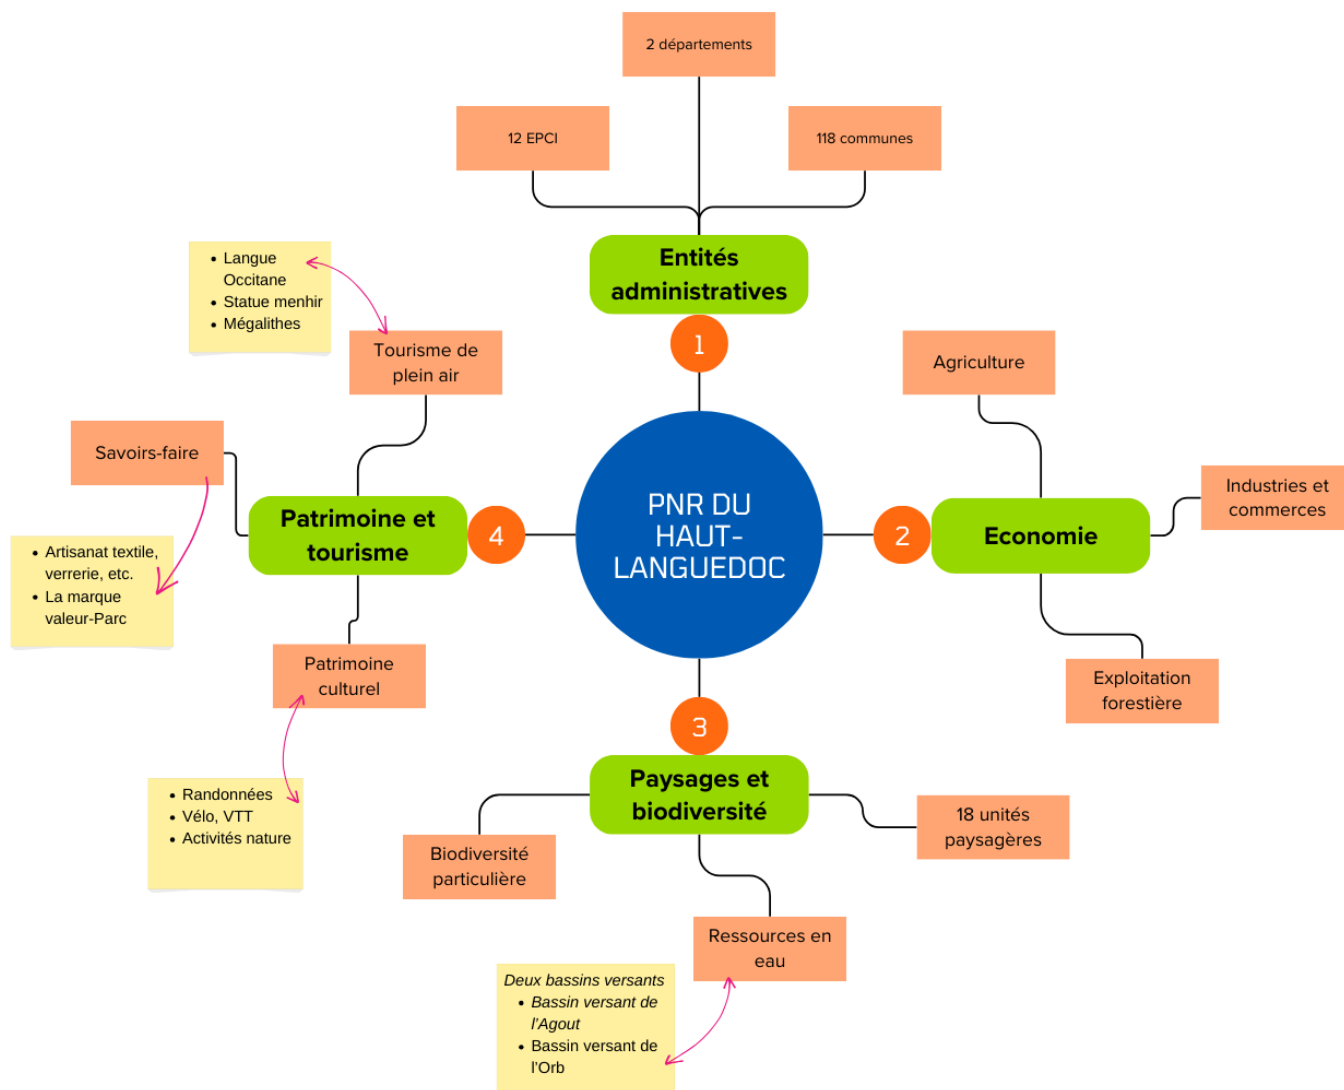 2 départements
12 EPCI
118 communes
Entités
administratives
1
• Langue
Occitane
• Statue menhir
• Mégalithes
Tourisme de
plein air
Agriculture
Savoirs-faire
Industries et
commerces
Patrimoine et
tourisme
4
PNR DU
HAUT-
LANGUEDOC
2
Economie
• Artisanat textile,
verrerie, etc.
• La marque
valeur-Parc
Patrimoine
culturel
Exploitation
forestière
3
• Randonnées
• Vélo, VTT
• Activités nature
Paysages et
biodiversité
18 unités
paysagères
Biodiversité
particulière
Ressources en
eau
Deux bassins versants
• Bassin versant de
l'Agout
• Bassin versant de
l'Orb